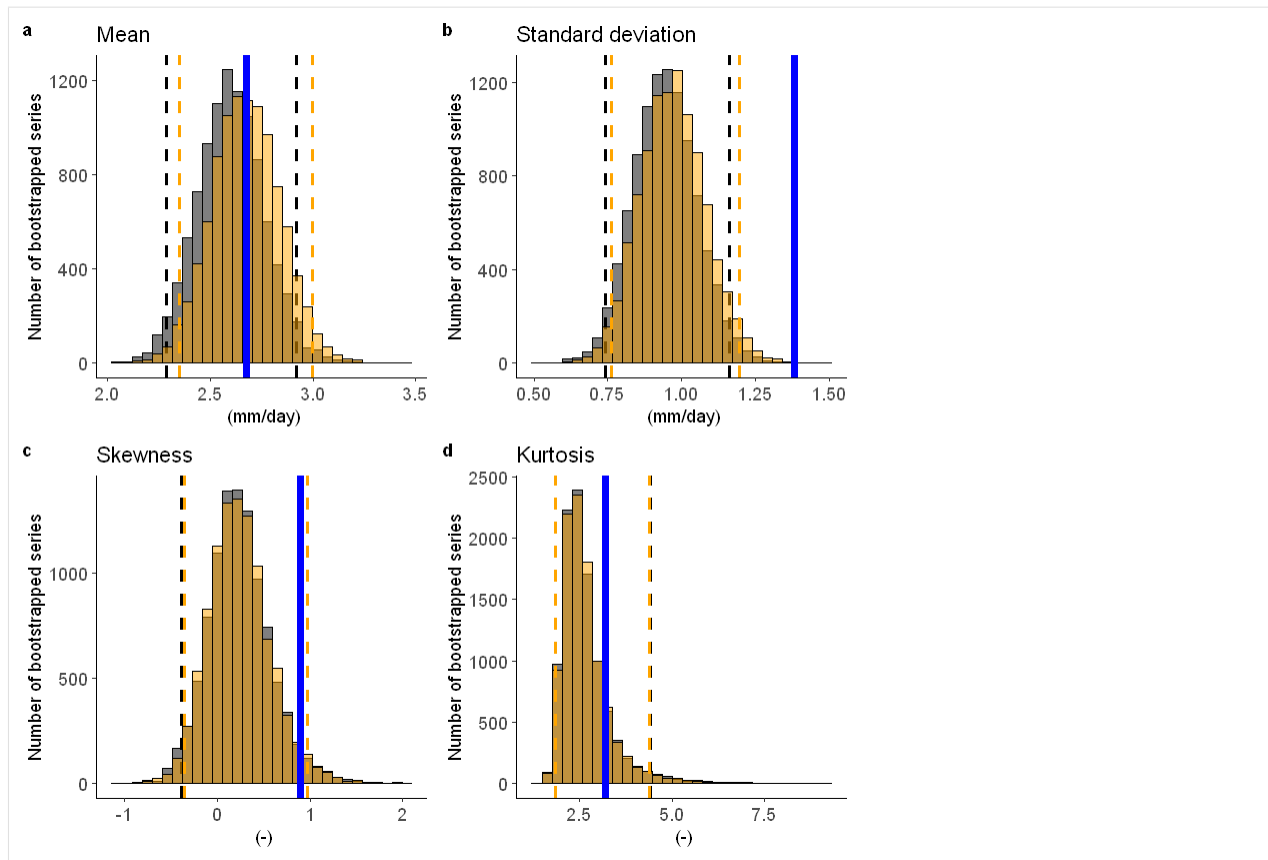 a Mean
Number of bootstrapped series
1200
800
400
0
2.0 2.5 3.0 3.5
(mm/day)
b Standard deviation
Number of bootstrapped series
1200
800
400
0
0.50 0.75 1.00 1.25 1.50
(mm/day)
c Skewness
Number of bootstrapped series
1000
500
0
-1 0 1 2
(-)
d Kurtosis
Number of bootstrapped series
2500
2000
1500
1000
500
0
2.5 5.0 7.5
(-)